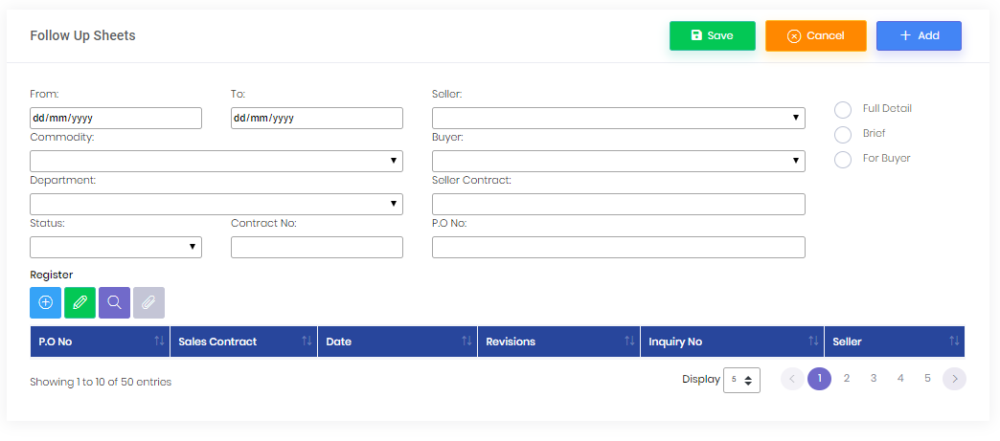 Follow Up Sheets Save Cancel Add
From: To: Seller:
dd/mm/yyyy dd/mm/yyyy Full Detail
Commodity: Buyer: Brief
For Buyer
Department: Seller Contract:
Status: Contract No: P.O No:
Register
P.O No Sales Contract Date Revisions Inquiry No Seller
Showing 1 to 10 of 50 entries Display 5 1 2 3 4 5